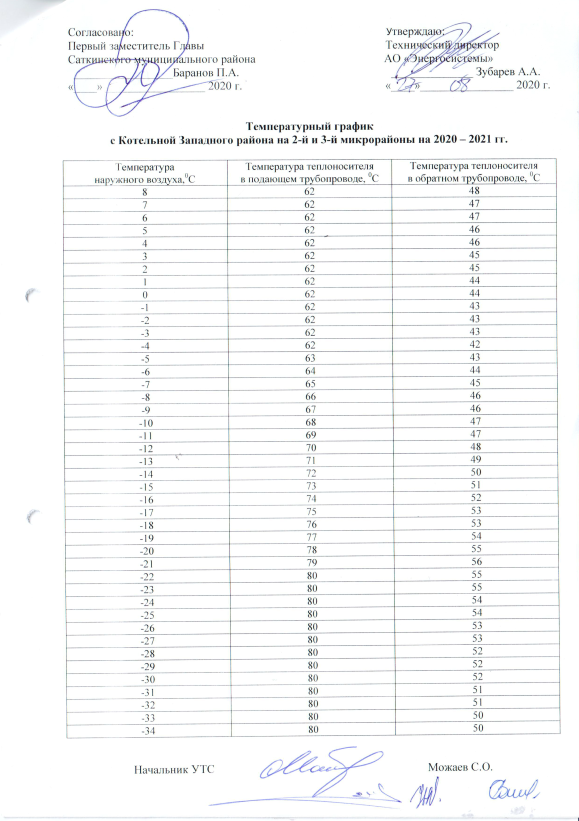 Согласовано:
Первый заместитель Главы
Саткинского муниципального района
Баранов П.А.
«____» ____________ 2020 г.
Утверждаю:
Технический директор
АО «Энергосистемы»
Зубарев А.А.
« 27 » 08 2020 г.
Температурный график
с Котельной Западного района на 2-й и 3-й микрорайоны на 2020 – 2021 гг.
Температура наружного воздуха,⁰С | Температура теплоносителя в подающем трубопроводе, ⁰С | Температура теплоносителя в обратном трубопроводе, ⁰С
8 62 48
7 62 47
6 62 47
5 62 46
4 62 46
3 62 45
2 62 45
1 62 44
0 62 44
-1 62 43
-2 62 43
-3 62 43
-4 62 42
-5 63 43
-6 64 44
-7 65 45
-8 66 46
-9 67 46
-10 68 47
-11 69 47
-12 70 48
-13 71 49
-14 72 50
-15 73 51
-16 74 52
-17 75 53
-18 76 53
-19 77 54
-20 78 55
-21 79 56
-22 80 55
-23 80 55
-24 80 54
-25 80 54
-26 80 53
-27 80 53
-28 80 52
-29 80 52
-30 80 52
-31 80 51
-32 80 51
-33 80 50
-34 80 50
Начальник УТС Можаев С.О.